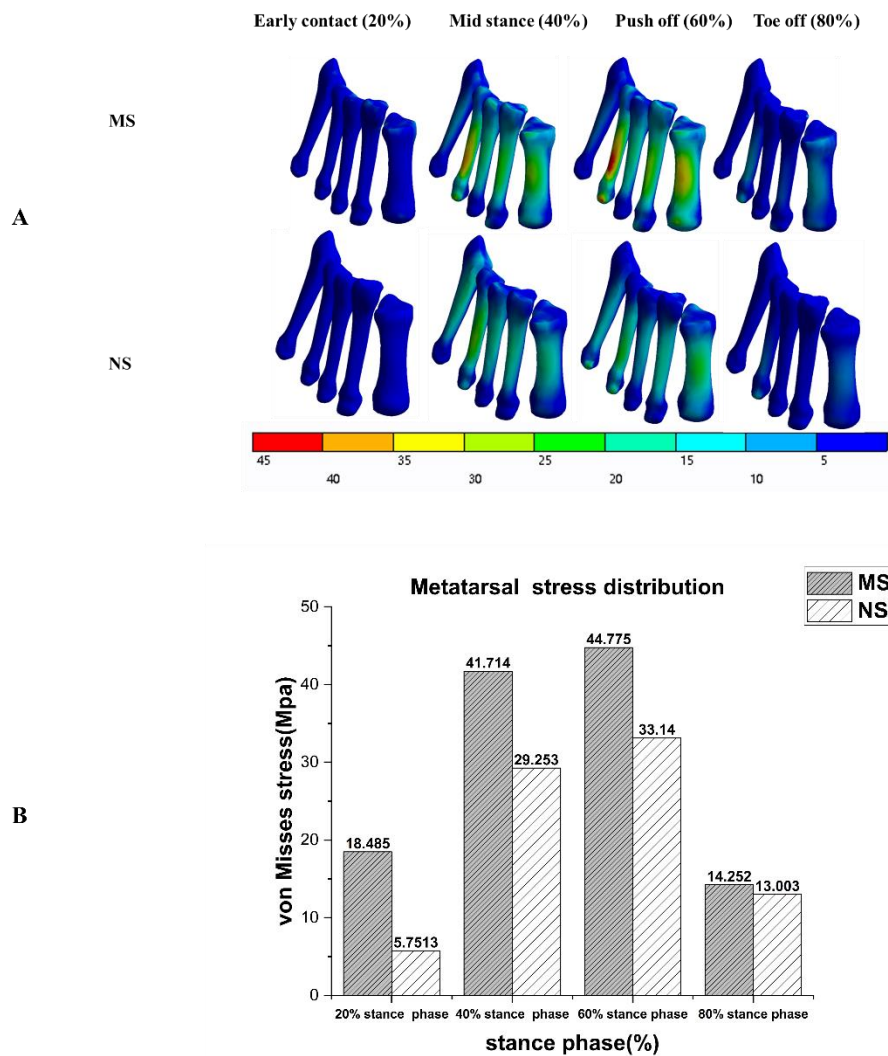 Early contact (20%) Mid stance (40%) Push off (60%) Toe off (80%)
MS
A
NS
45 35 25 15 5
40 30 20 10
Metatarsal stress distribution
MS
NS
B
von Misses stress(Mpa)
50
40
30
20
10
0
18.485
5.7513
41.714
29.253
44.775
33.14
14.252
13.003
20% stance phase 40% stance phase 60% stance phase 80% stance phase
stance phase(%)